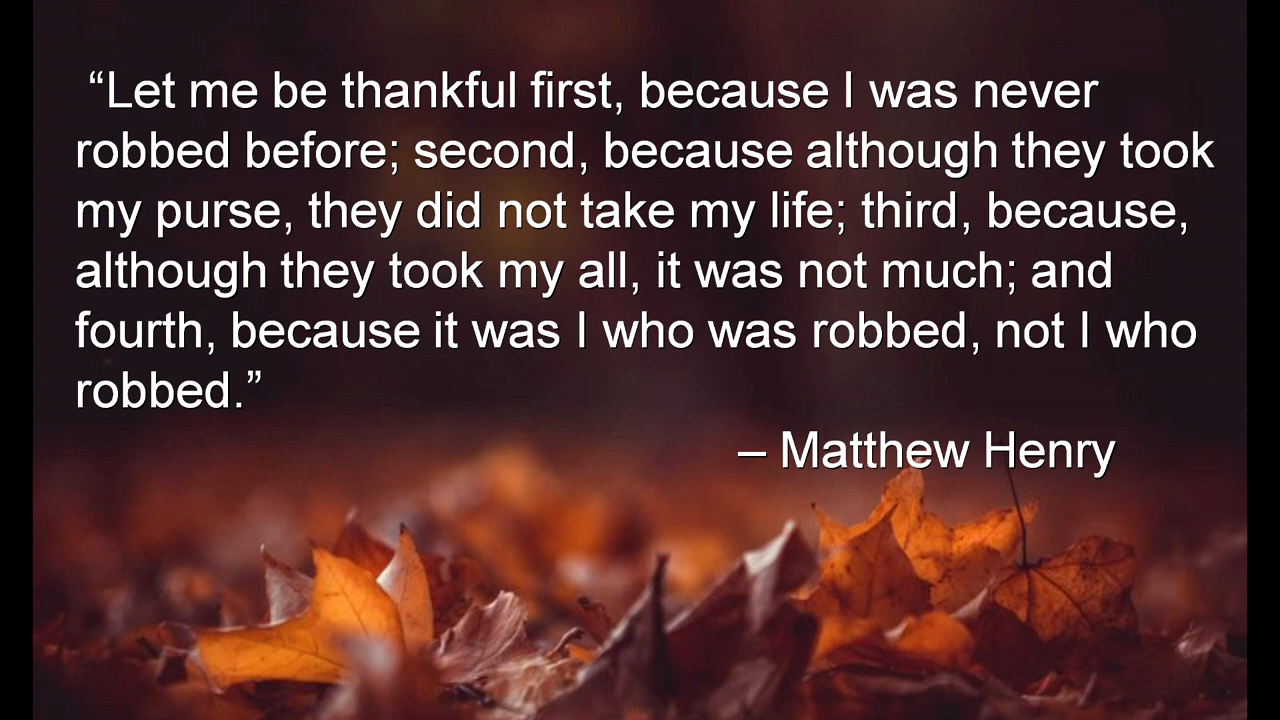 “Let me be thankful first, because I was never
robbed before; second, because although they took
my purse, they did not take my life; third, because,
although they took my all, it was not much; and
fourth, because it was I who was robbed, not I who
robbed.”
– Matthew Henry